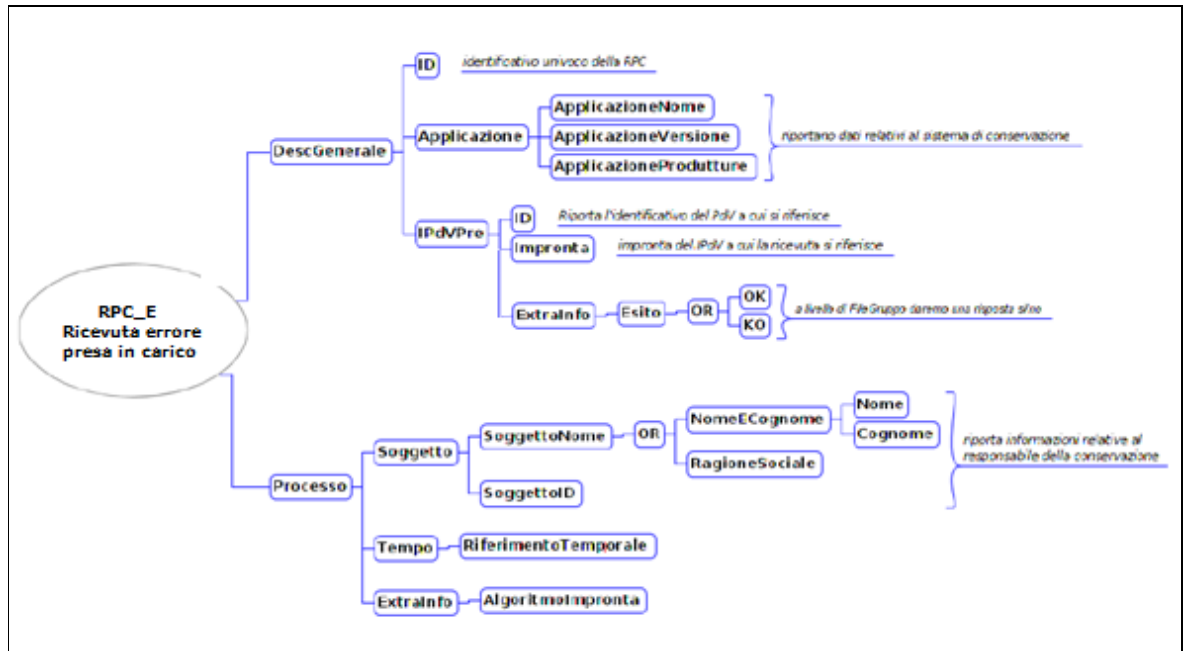 ID
identificativo univoco della RPC
ApplicazioneNome
Applicazione
ApplicazioneVersione
riportano dati relativi al sistema di conservazione
DescGenerale
ApplicazioneProdutture
ID
Riporta l'identificativo del PdV a cui si riferisce
IPdVPre
Impronta
impronta del IPdV a cui la ricevuta si riferisce
OK
ExtraInfo
Esito
OR
a livello di FileGruppo daremo una risposta si/no
KO
RPC_E
Ricevuta errore
presa in carico
Nome
NomeECognome
SoggettoNome
OR
Cognome
Soggetto
riporta informazioni relative al
responsabile della conservazione
RagioneSociale
Processo
SoggettoID
Tempo
RiferimentoTemporale
ExtraInfo
AlgoritmoImpronta